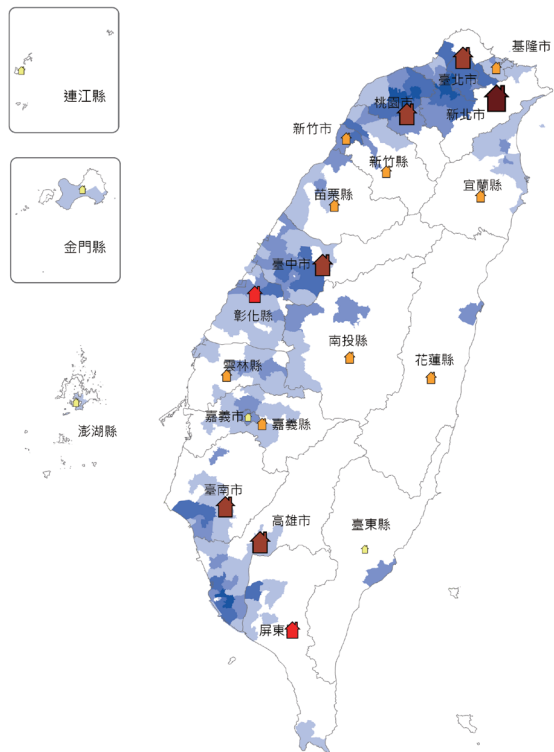 基隆市
臺北市
連江縣
桃園市
新北市
新竹市
新竹縣
宜蘭縣
苗栗縣
金門縣
臺中市
彰化縣
南投縣
雲林縣
花蓮縣
嘉義市
嘉義縣
澎湖縣
臺南市
高雄市
臺東縣
屏東